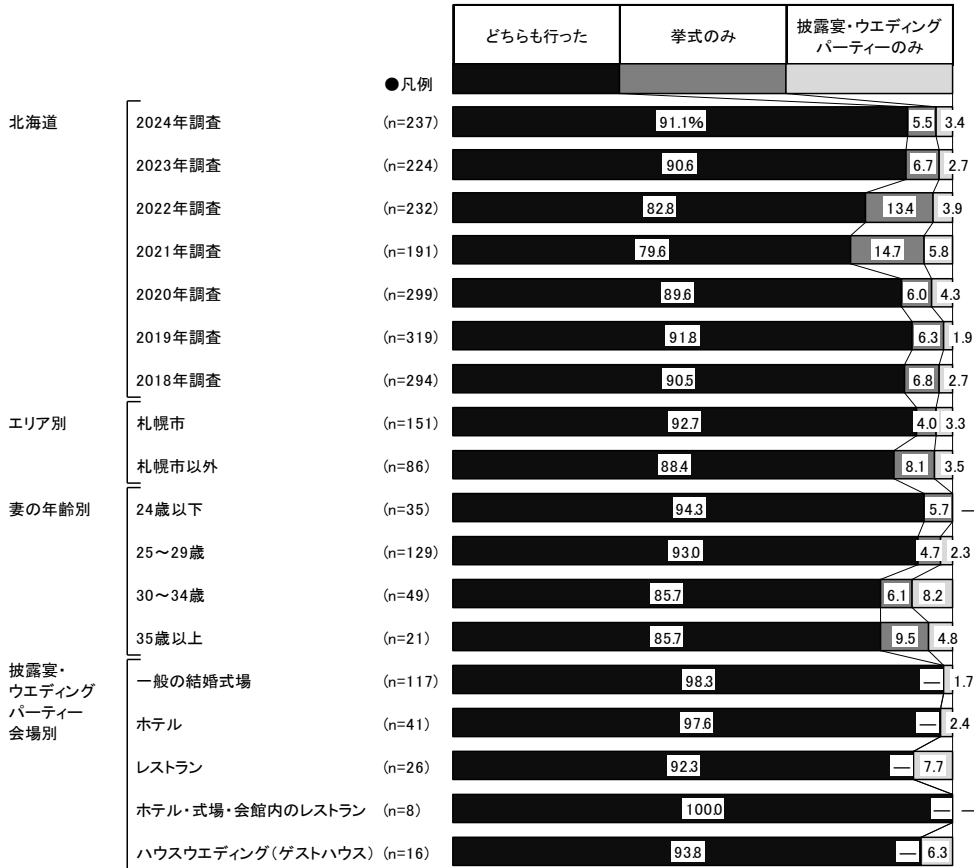 どちらも行った 挙式のみ 披露宴・ウエディング
パーティーのみ
●凡例
北海道 2024年調査 (n=237) 91.1% 5.5 3.4
2023年調査 (n=224) 90.6 6.7 2.7
2022年調査 (n=232) 82.8 13.4 3.9
2021年調査 (n=191) 79.6 14.7 5.8
2020年調査 (n=299) 89.6 6.0 4.3
2019年調査 (n=319) 91.8 6.3 1.9
2018年調査 (n=294) 90.5 6.8 2.7
エリア別 札幌市 (n=151) 92.7 4.0 3.3
札幌市以外 (n=86) 88.4 8.1 3.5
妻の年齢別 24歳以下 (n=35) 94.3 5.7 ―
25～29歳 (n=129) 93.0 4.7 2.3
30～34歳 (n=49) 85.7 6.1 8.2
35歳以上 (n=21) 85.7 9.5 4.8
披露宴・
ウエディング
パーティー
会場別
一般の結婚式場 (n=117) 98.3 ― 1.7
ホテル (n=41) 97.6 ― 2.4
レストラン (n=26) 92.3 ― 7.7
ホテル・式場・会館内のレストラン (n=8) 100.0 ― ―
ハウスウエディング(ゲストハウス) (n=16) 93.8 ― 6.3